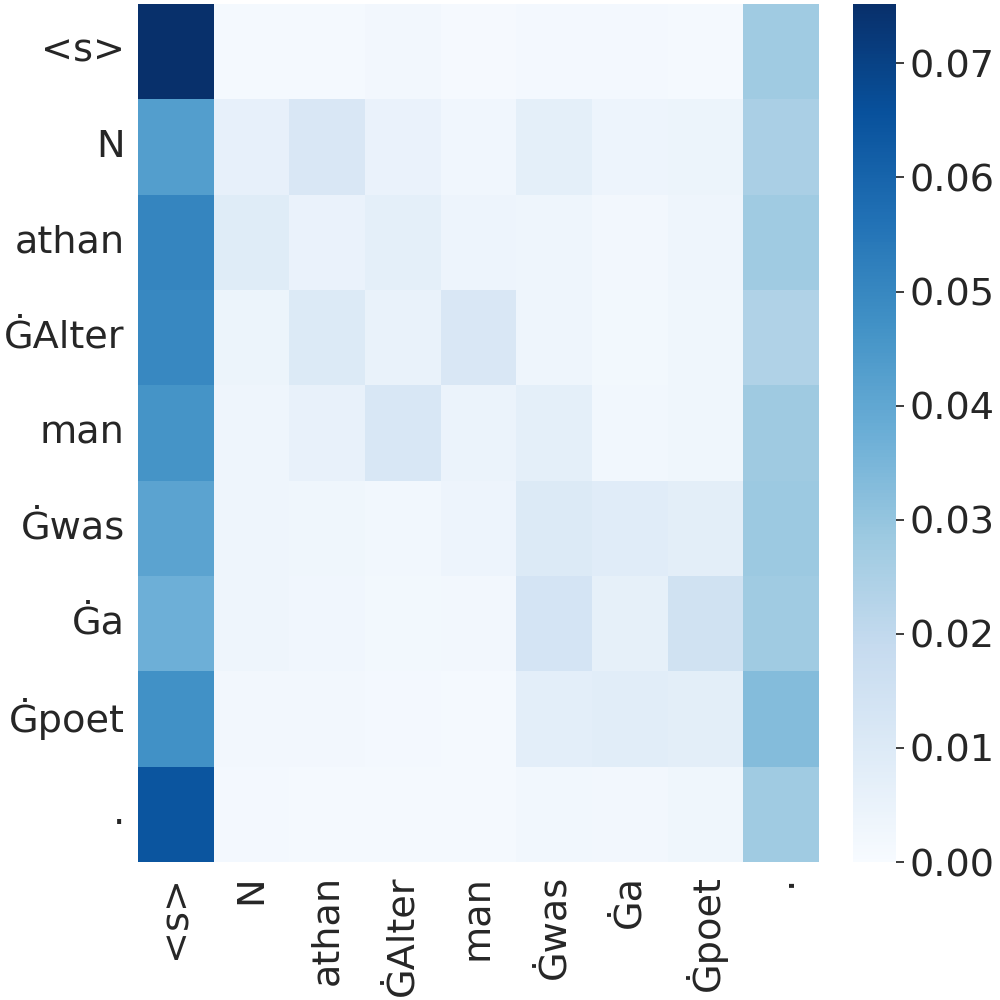 <s>
N
athan
ĠAlter
man
Ġwas
Ġa
Ġpoet
.
<s>
N
athan
ĠAlter
man
Ġwas
Ġa
Ġpoet
.
0.07
0.06
0.05
0.04
0.03
0.02
0.01
0.00